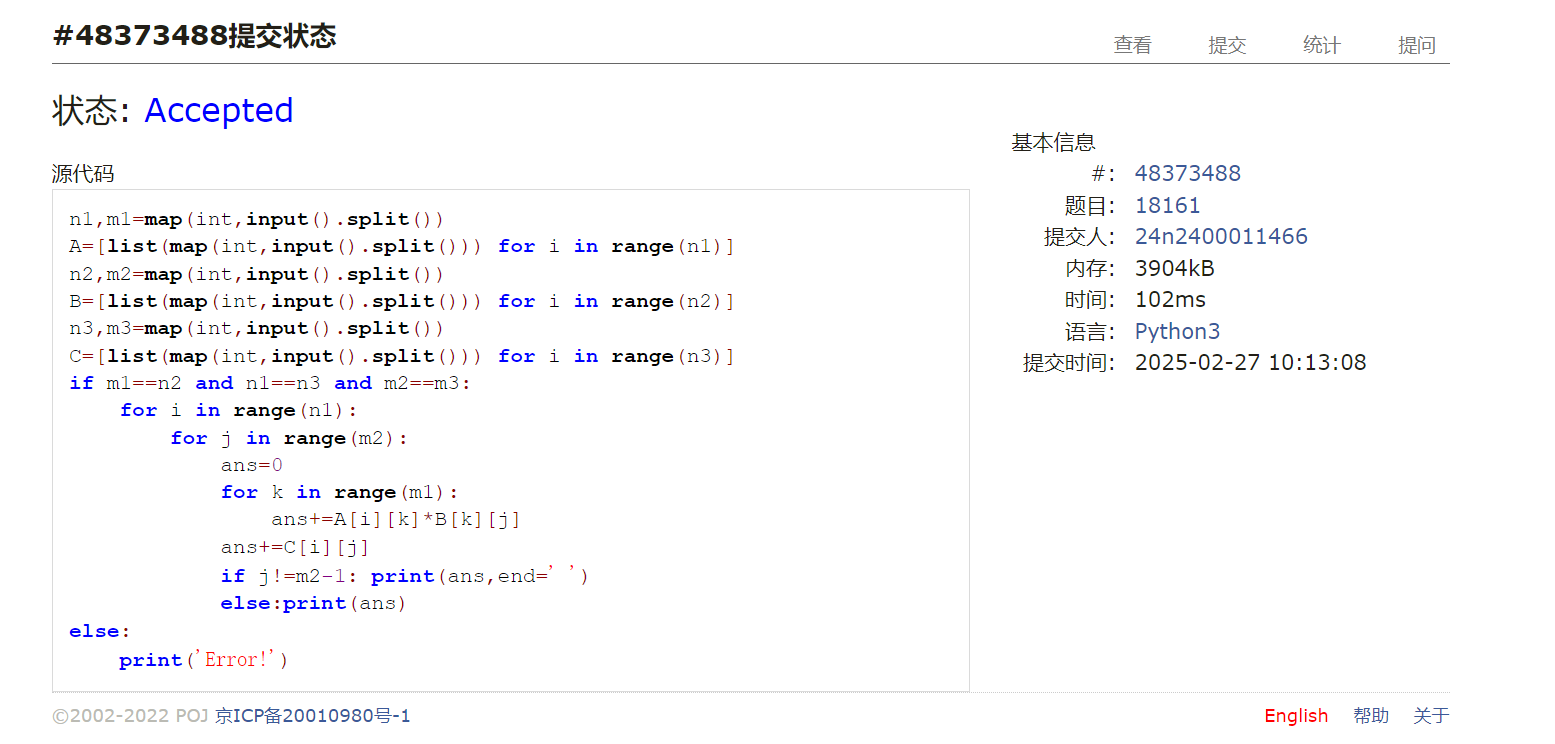 #48373488提交状态
查看 提交 统计 提问
状态: Accepted
源代码
n1,m1=map(int,input().split())
A=[list(map(int,input().split())) for i in range(n1)]
n2,m2=map(int,input().split())
B=[list(map(int,input().split())) for i in range(n2)]
n3,m3=map(int,input().split())
C=[list(map(int,input().split())) for i in range(n3)]
if m1==n2 and n1==n3 and m2==m3:
    for i in range(n1):
        for j in range(m2):
            ans=0
            for k in range(m1):
                ans+=A[i][k]*B[k][j]
            ans+=C[i][j]
            if j!=m2-1: print(ans,end=' ')
            else:print(ans)
else:
    print('Error!')
基本信息
#: 48373488
题目: 18161
提交人: 24n2400011466
内存: 3904kB
时间: 102ms
语言: Python3
提交时间: 2025-02-27 10:13:08
©2002-2022 POJ 京ICP备20010980号-1
English 帮助 关于